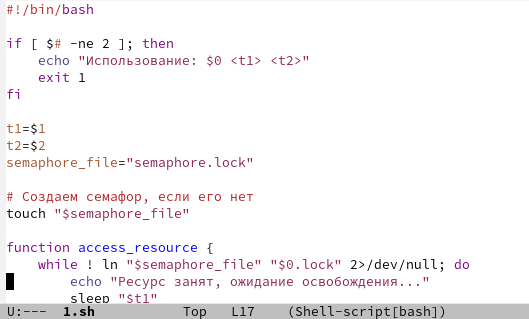 #!/bin/bash
if [ $# -ne 2 ]; then
    echo "Использование: $0 <t1> <t2>"
    exit 1
fi
t1=$1
t2=$2
semaphore_file="semaphore.lock"
# Создаем семафор, если его нет
touch "$semaphore_file"
function access_resource {
    while ! ln "$semaphore_file" "$0.lock" 2>/dev/null; do
        echo "Ресурс занят, ожидание освобождения..."
        sleep "$t1"
U:---  1.sh           Top   L17    (Shell-script[bash])